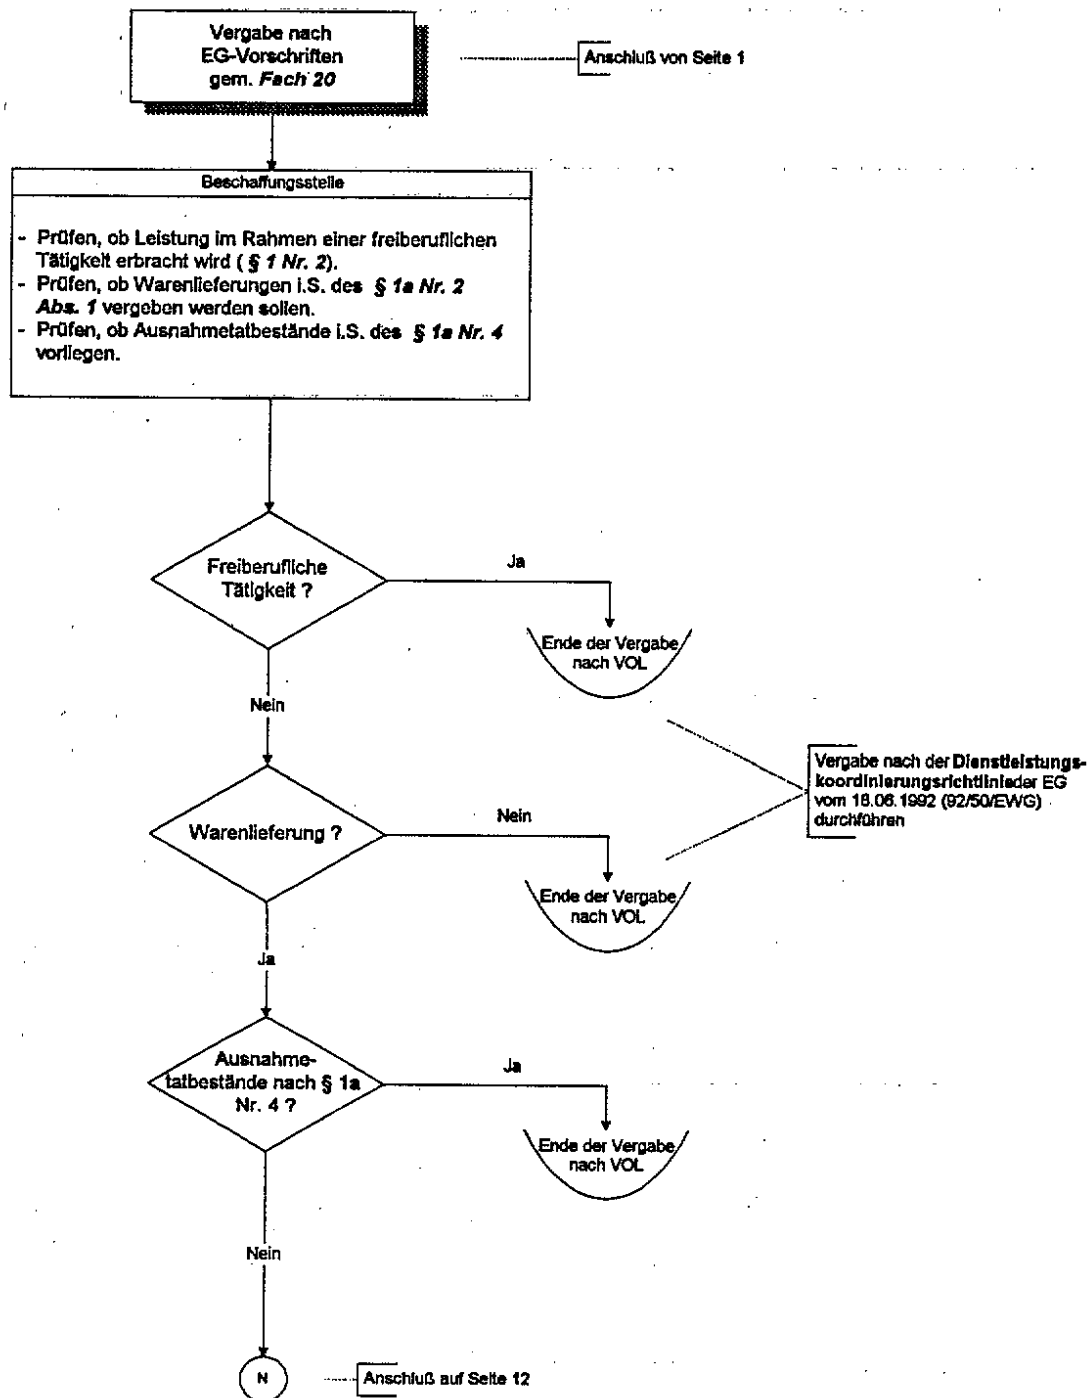 Vergabe nach
EG-Vorschriften
gem. Fach 20
Anschluß von Seite 1
Beschaffungsstelle
- Prüfen, ob Leistung im Rahmen einer freiberuflichen
Tätigkeit erbracht wird ( § 1 Nr. 2).
- Prüfen, ob Warenlieferungen i.S. des § 1a Nr. 2
Abs. 1 vergeben werden sollen.
- Prüfen, ob Ausnahmetatbestände i.S. des § 1a Nr. 4
vorliegen.
Freiberufliche
Tätigkeit ?
Ja
Ende der Vergabe
nach VOL
Nein
Vergabe nach der Dienstleistungs-
koordinierungsrichtlinieder EG
vom 18.06.1992 (92/50/EWG)
durchführen
Warenlieferung ?
Nein
Ende der Vergabe
nach VOL
Ja
Ausnahme-
tatbestände nach § 1a
Nr. 4 ?
Ja
Ende der Vergabe
nach VOL
Nein
N
Anschluß auf Seite 12